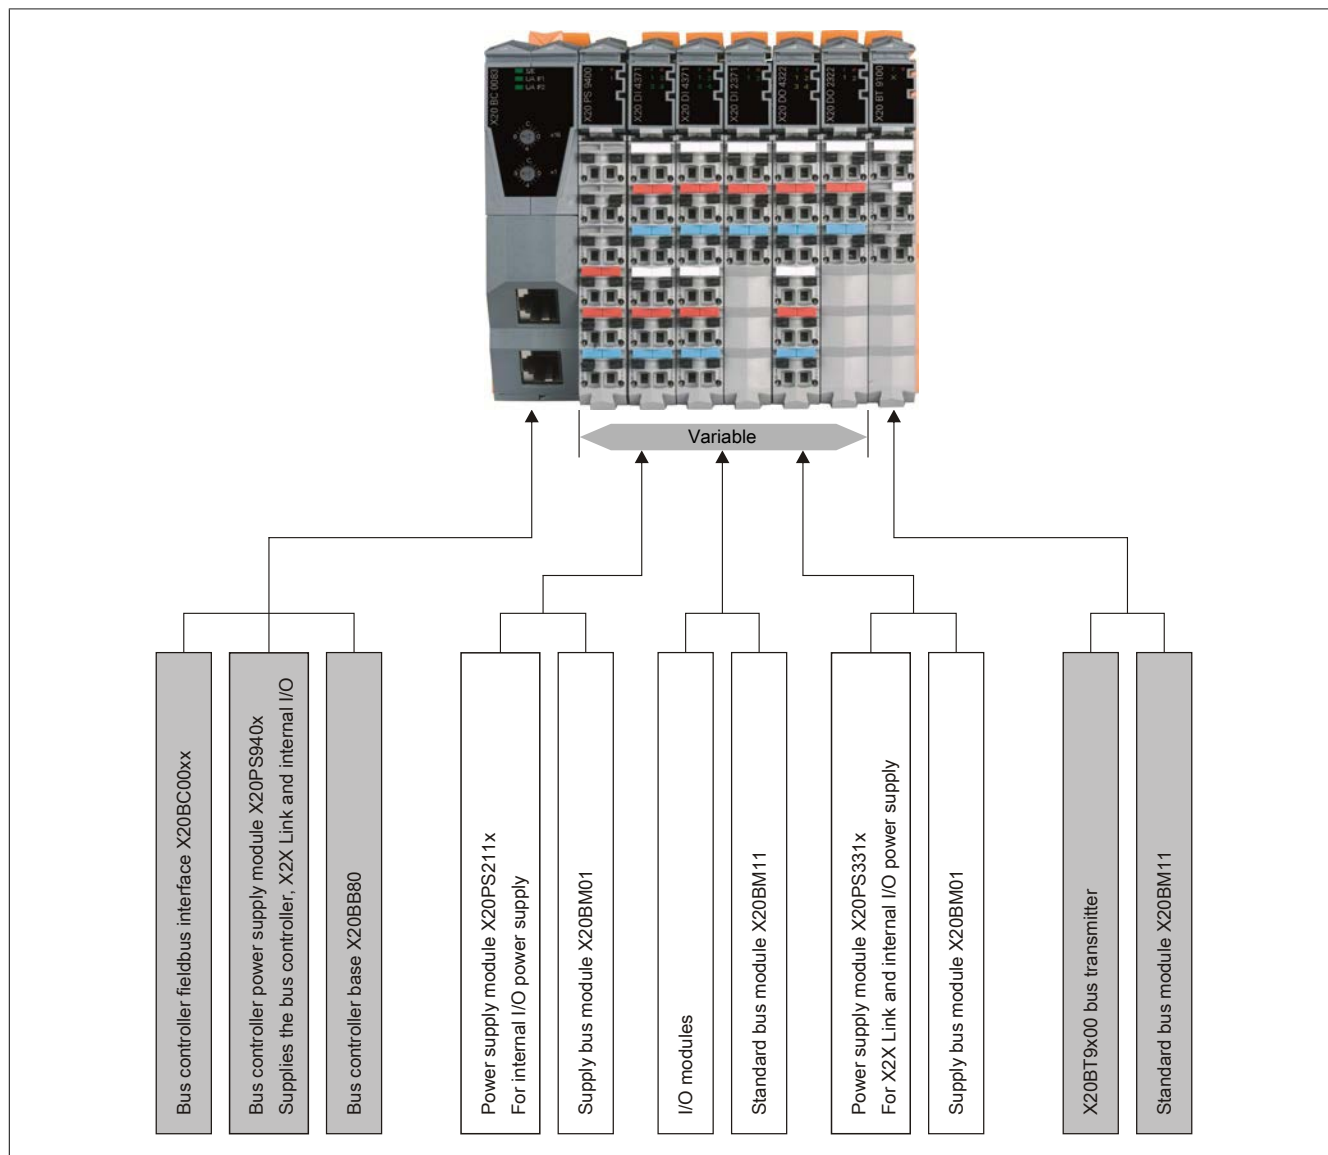 X20 BC 0083
X20 PS 9400
X20 DI 4371
X20 DI 4371
X20 DI 2371
X20 DO 4322
X20 DO 2322
X20 BT 9100
Variable
Bus controller fieldbus interface X20BC00xx
Bus controller power supply module X20PS940x
Supplies the bus controller, X2X Link and internal I/O
Bus controller base X20BB80
Power supply module X20PS211x
For internal I/O power supply
Supply bus module X20BM01
I/O modules
Standard bus module X20BM11
Power supply module X20PS331x
For X2X Link and internal I/O power supply
Supply bus module X20BM01
X20BT9x00 bus transmitter
Standard bus module X20BM11